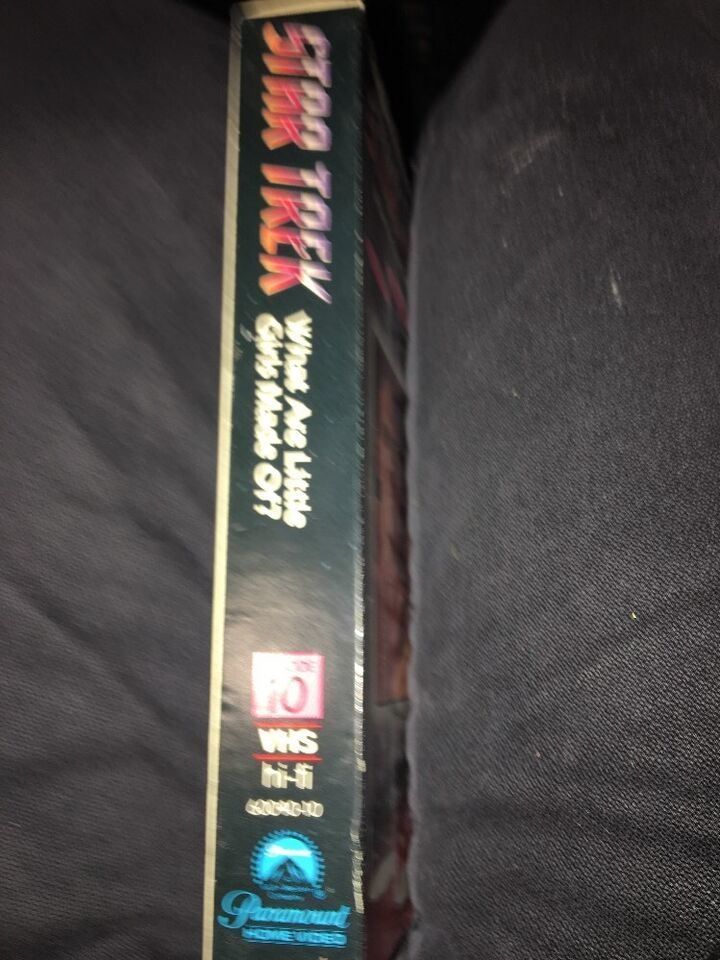 STAR TREK
What Are Little
Girls Made Of?
10
VHS
hi-fi
Paramount
HOME VIDEO